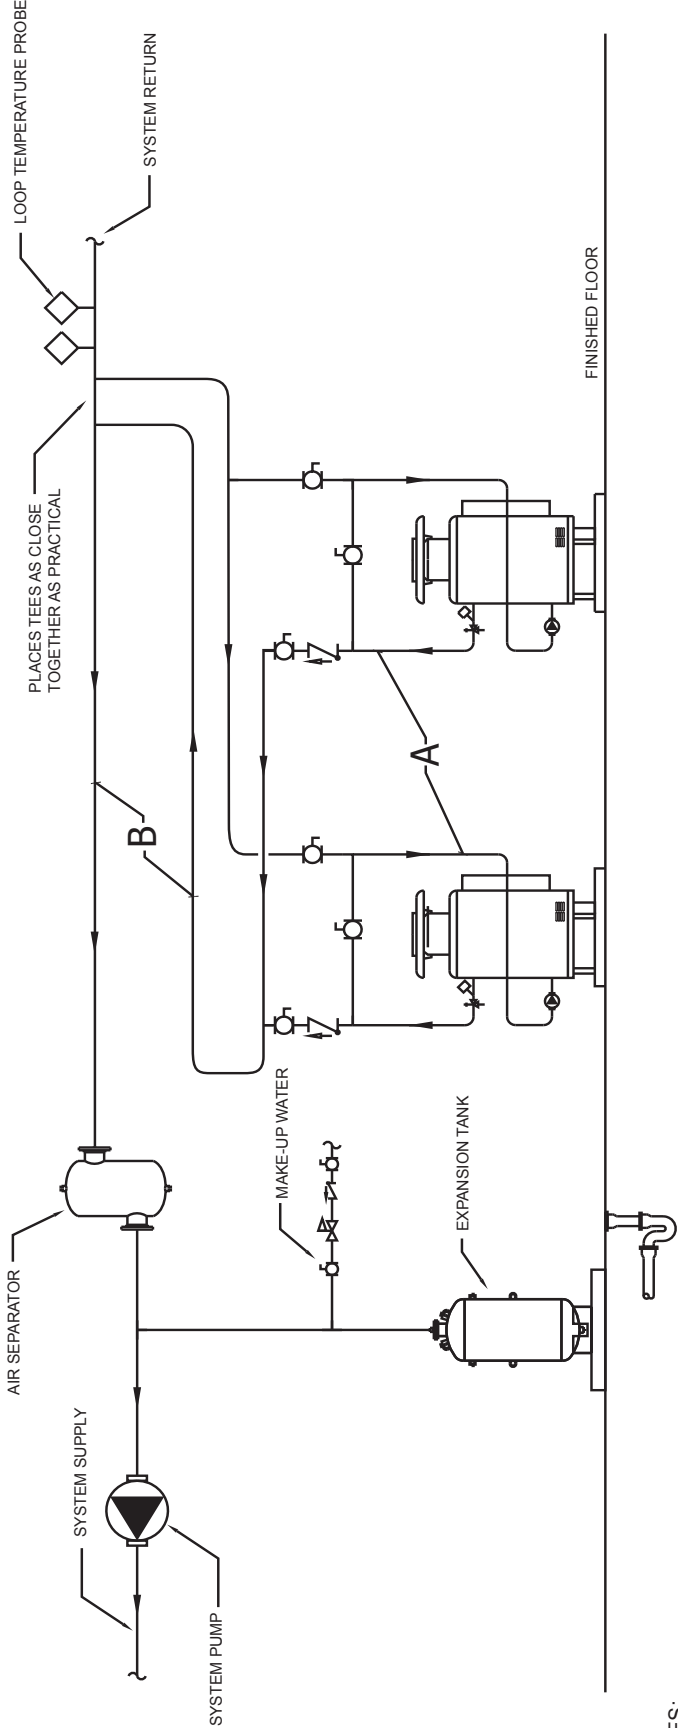 LOOP TEMPERATURE PROBE
SYSTEM RETURN
PLACES TEES AS CLOSE
TOGETHER AS PRACTICAL
FINISHED FLOOR
A
B
MAKE-UP WATER
EXPANSION TANK
AIR SEPARATOR
SYSTEM SUPPLY
SYSTEM PUMP